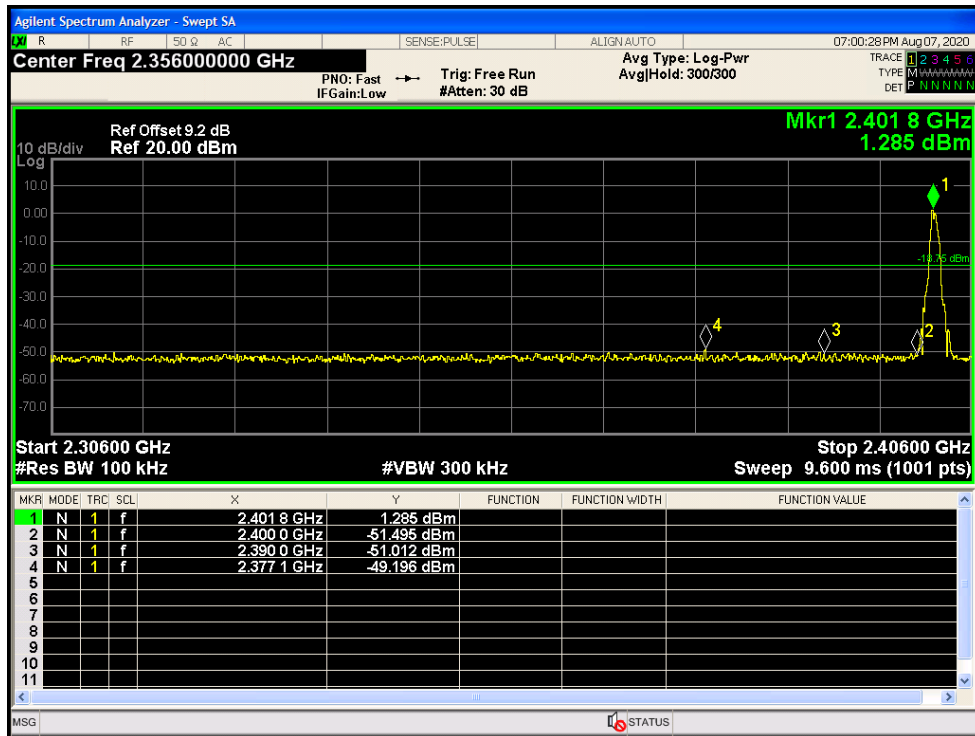 Agilent Spectrum Analyzer - Swept SA
LXI R RF 50 Ω AC SENSE:PULSE ALIGN AUTO 07:00:28 PM Aug 07, 2020
Center Freq 2.356000000 GHz
PNO: Fast Trig: Free Run Avg Type: Log-Pwr TRACE 1 2 3 4 5 6
IFGain:Low #Atten: 30 dB Avg|Hold: 300/300 TYPE M WWWWW
DET P N N N N N
Mkr1 2.401 8 GHz
1.285 dBm
Ref Offset 9.2 dB
10 dB/div Ref 20.00 dBm
Log
10.0
0.00
-10.0
-20.0
-30.0
-40.0
-50.0
-60.0
-70.0
1
-18.75 dBm
4
3
2
Start 2.30600 GHz Stop 2.40600 GHz
#Res BW 100 kHz #VBW 300 kHz Sweep 9.600 ms (1001 pts)
MKR MODE TRC SCL X Y FUNCTION FUNCTION WIDTH FUNCTION VALUE
1 N 1 f 2.401 8 GHz 1.285 dBm
2 N 1 f 2.400 0 GHz -51.495 dBm
3 N 1 f 2.390 0 GHz -51.012 dBm
4 N 1 f 2.377 1 GHz -49.196 dBm
5
6
7
8
9
10
11
MSG STATUS